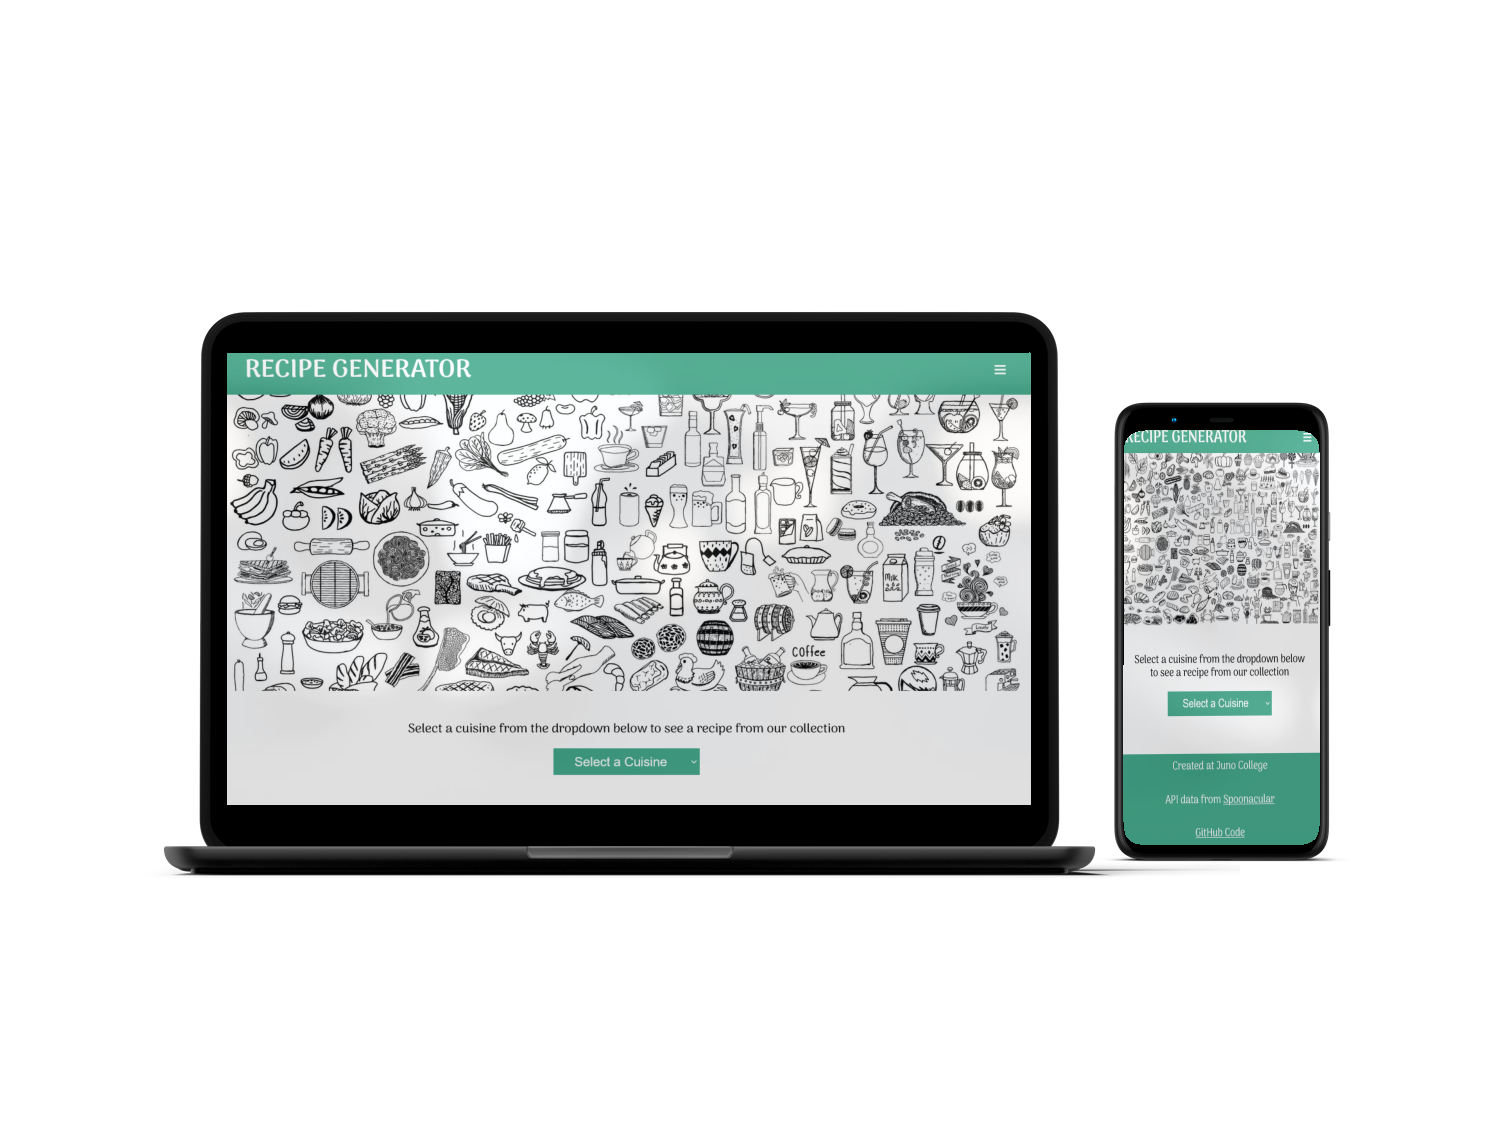 RECIPE GENERATOR
Milk
Coffee
Select a cuisine from the dropdown below to see a recipe from our collection
Select a Cuisine
RECIPE GENERATOR
Select a cuisine from the dropdown below
to see a recipe from our collection
Select a Cuisine
Created at Juno College
API data from Spoonacular
GitHub Code